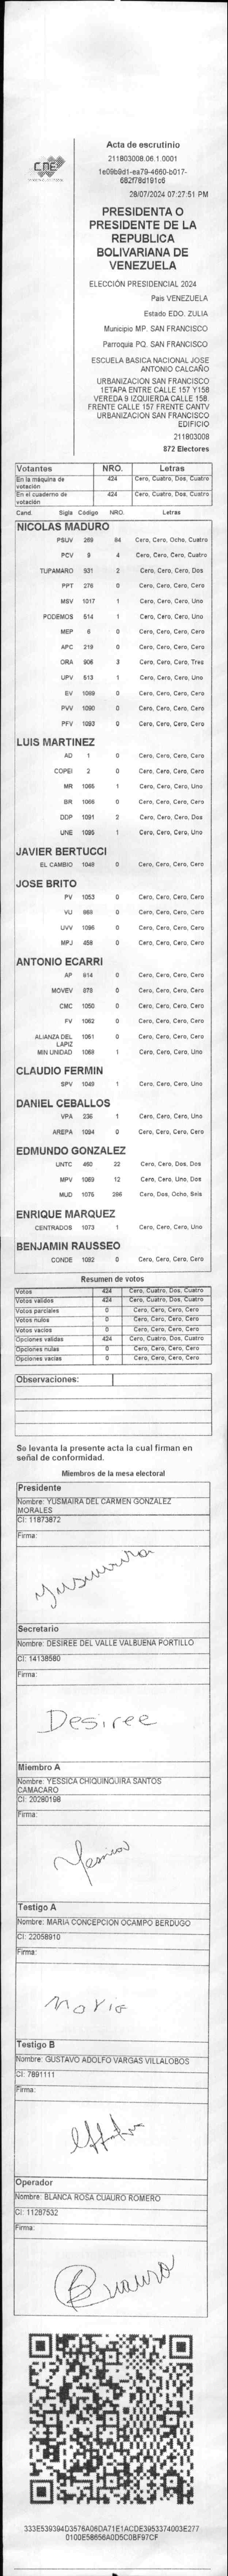 CNE
Acta de escrutinio
211803008.06.1.0001
1e09b9d1-ea79-4660-b017-
682f78d191c6
28/07/2024 07:27:51 PM
PRESIDENTA O
PRESIDENTE DE LA
REPUBLICA
BOLIVARIANA DE
VENEZUELA
ELECCIÓN PRESIDENCIAL 2024
Pais VENEZUELA
Estado EDO. ZULIA
Municipio MP. SAN FRANCISCO
Parroquia PQ. SAN FRANCISCO
ESCUELA BASICA NACIONAL JOSE
ANTONIO CALCAÑO
URBANIZACION SAN FRANCISCO
1ETAPA ENTRE CALLE 157 Y158
VEREDA 9 IZQUIERDA CALLE 158.
FRENTE CALLE 157 FRENTE CANTV
URBANIZACION SAN FRANCISCO
EDIFICIO
211803008
872 Electores
Votantes NRO. Letras
En la máquina de votación 424 Cero, Cuatro, Dos, Cuatro
En el cuaderno de votación 424 Cero, Cuatro, Dos, Cuatro
Cand. Sigla Código NRO. Letras
NICOLAS MADURO
PSUV 269 84 Cero, Cero, Ocho, Cuatro
PCV 9 4 Cero, Cero, Cero, Cuatro
TUPAMARO 931 2 Cero, Cero, Cero, Dos
PPT 276 0 Cero, Cero, Cero, Cero
MSV 1017 1 Cero, Cero, Cero, Uno
PODEMOS 514 1 Cero, Cero, Cero, Uno
MEP 6 0 Cero, Cero, Cero, Cero
APC 219 0 Cero, Cero, Cero, Cero
ORA 906 3 Cero, Cero, Cero, Tres
UPV 513 1 Cero, Cero, Cero, Uno
EV 1069 0 Cero, Cero, Cero, Cero
PVV 1090 0 Cero, Cero, Cero, Cero
PFV 1093 0 Cero, Cero, Cero, Cero
LUIS MARTINEZ
AD 1 0 Cero, Cero, Cero, Cero
COPEI 2 0 Cero, Cero, Cero, Cero
MR 1065 1 Cero, Cero, Cero, Uno
BR 1066 0 Cero, Cero, Cero, Cero
DDP 1091 2 Cero, Cero, Cero, Dos
UNE 1095 1 Cero, Cero, Cero, Uno
JAVIER BERTUCCI
EL CAMBIO 1048 0 Cero, Cero, Cero, Cero
JOSE BRITO
PV 1053 0 Cero, Cero, Cero, Cero
VU 868 0 Cero, Cero, Cero, Cero
UVV 1096 0 Cero, Cero, Cero, Cero
MPJ 458 0 Cero, Cero, Cero, Cero
ANTONIO ECARRI
AP 814 0 Cero, Cero, Cero, Cero
MOVEV 878 0 Cero, Cero, Cero, Cero
CMC 1050 0 Cero, Cero, Cero, Cero
FV 1062 0 Cero, Cero, Cero, Cero
ALIANZA DEL LAPIZ 1061 0 Cero, Cero, Cero, Cero
MIN UNIDAD 1068 1 Cero, Cero, Cero, Uno
CLAUDIO FERMIN
SPV 1049 1 Cero, Cero, Cero, Uno
DANIEL CEBALLOS
VPA 236 1 Cero, Cero, Cero, Uno
AREPA 1094 0 Cero, Cero, Cero, Cero
EDMUNDO GONZALEZ
UNTC 460 22 Cero, Cero, Dos, Dos
MPV 1069 12 Cero, Cero, Uno, Dos
MUD 1075 286 Cero, Dos, Ocho, Seis
ENRIQUE MARQUEZ
CENTRADOS 1073 1 Cero, Cero, Cero, Uno
BENJAMIN RAUSSEO
CONDE 1092 0 Cero, Cero, Cero, Cero
Resumen de votos
Votos 424 Cero, Cuatro, Dos, Cuatro
Votos validos 424 Cero, Cuatro, Dos, Cuatro
Votos parciales 0 Cero, Cero, Cero, Cero
Votos nulos 0 Cero, Cero, Cero, Cero
Votos vacios 0 Cero, Cero, Cero, Cero
Opciones validas 424 Cero, Cuatro, Dos, Cuatro
Opciones nulas 0 Cero, Cero, Cero, Cero
Opciones vacias 0 Cero, Cero, Cero, Cero
Observaciones:
Se levanta la presente acta la cual firman en
señal de conformidad.
Miembros de la mesa electoral
Presidente
Nombre: YUSMAIRA DEL CARMEN GONZALEZ
MORALES
CI: 11873872
Firma:
Yusmaira
Secretario
Nombre: DESIREE DEL VALLE VALBUENA PORTILLO
CI: 14138580
Firma:
Desiree
Miembro A
Nombre: YESSICA CHIQUINQUIRA SANTOS
CAMACARO
CI: 20280198
Firma:
Testigo A
Nombre: MARIA CONCEPCION OCAMPO BERDUGO
CI: 22058910
Firma:
Maria
Testigo B
Nombre: GUSTAVO ADOLFO VARGAS VILLALOBOS
CI: 7891111
Firma:
Operador
Nombre: BLANCA ROSA CUAURO ROMERO
CI: 11287532
Firma:
333E539394D3576A06DA71E1ACDE3953374003E277
0100E58656A0D5C0BF97CF